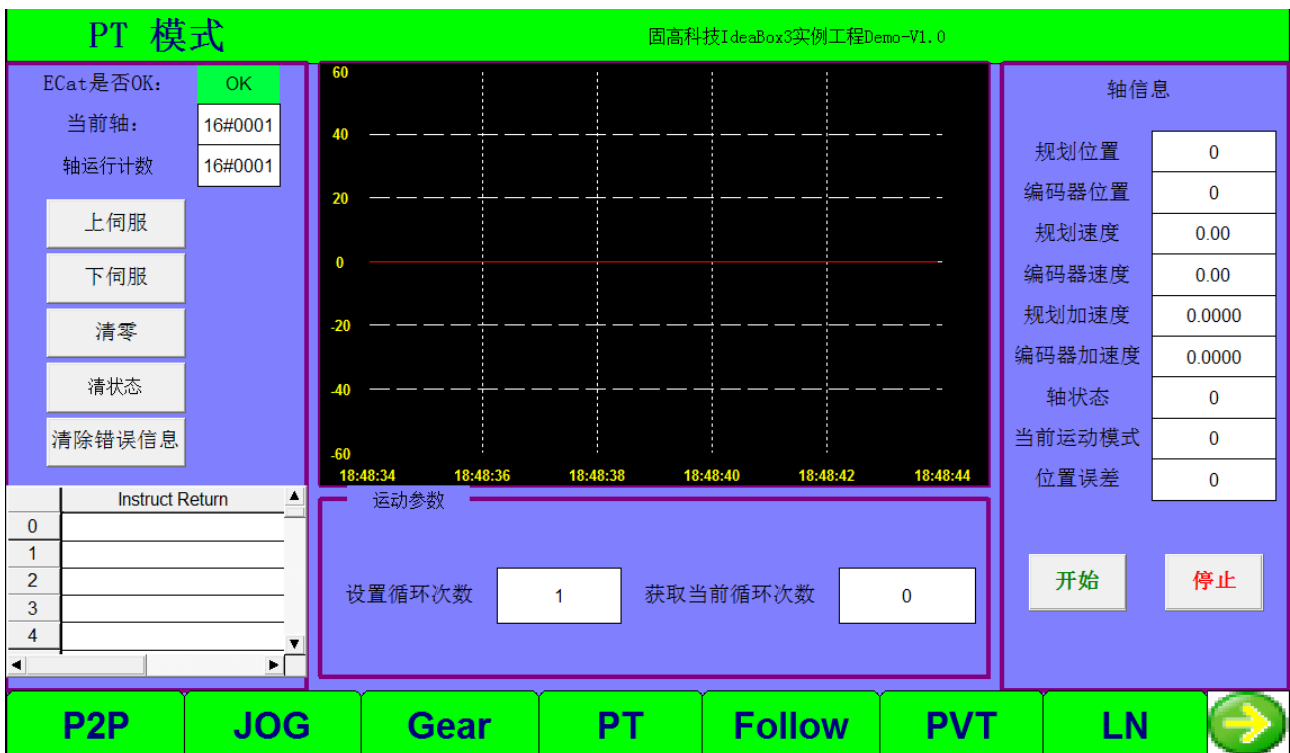 PT 模式
固高科技IdeaBox3实例工程Demo-V1.0
ECat是否OK: OK
当前轴: 16#0001
轴运行计数 16#0001
上伺服
下伺服
清零
清状态
清除错误信息
Instruct Return
0
1
2
3
4
60
40
20
0
-20
-40
-60
18:48:34 18:48:36 18:48:38 18:48:40 18:48:42 18:48:44
运动参数
设置循环次数 1 获取当前循环次数 0
轴信息
规划位置 0
编码器位置 0
规划速度 0.00
编码器速度 0.00
规划加速度 0.0000
编码器加速度 0.0000
轴状态 0
当前运动模式 0
位置误差 0
开始 停止
P2P JOG Gear PT Follow PVT LN